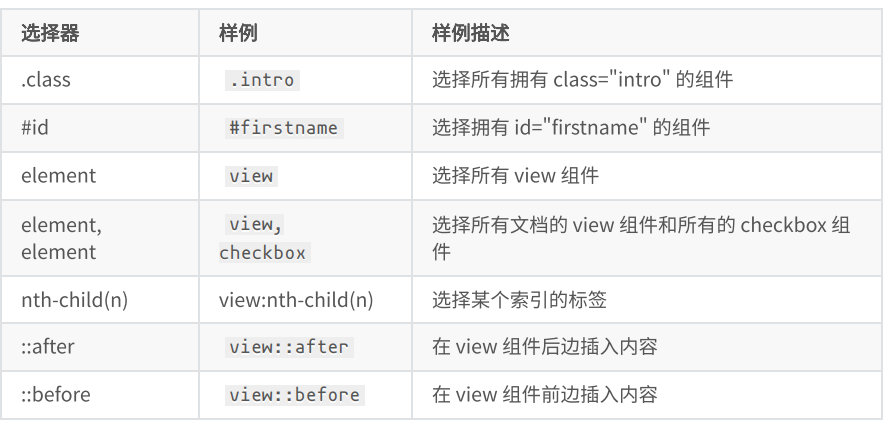 选择器 样例 样例描述
.class .intro 选择所有拥有 class="intro" 的组件
#id #firstname 选择拥有 id="firstname" 的组件
element view 选择所有 view 组件
element, view, 选择所有文档的 view 组件和所有的 checkbox 组
element checkbox 件
nth-child(n) view:nth-child(n) 选择某个索引的标签
::after view::after 在 view 组件后边插入内容
::before view::before 在 view 组件前边插入内容